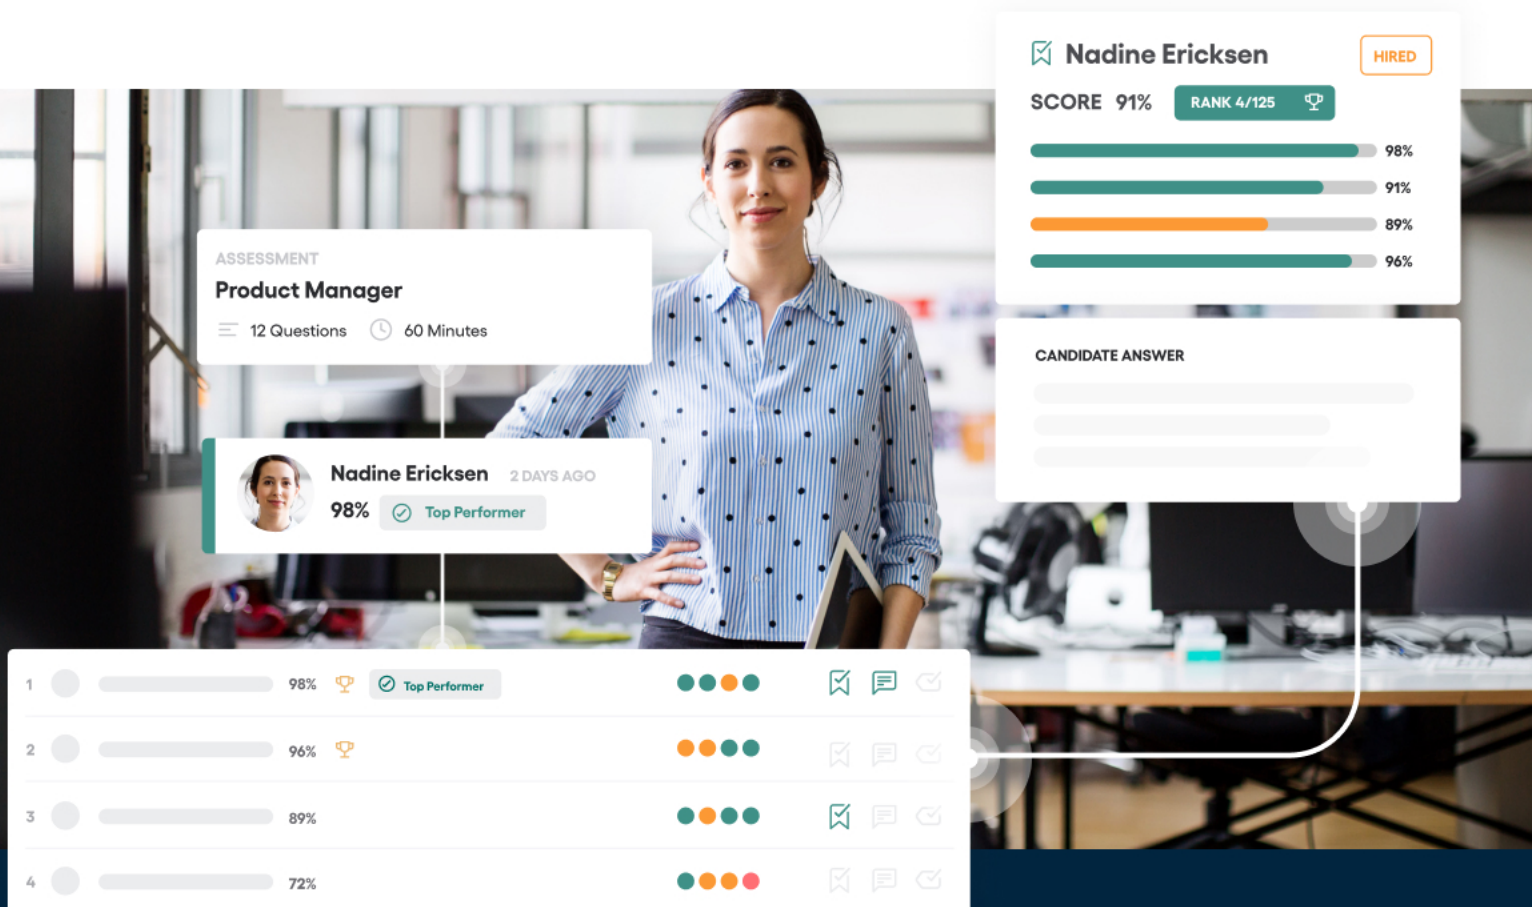 Nadine Ericksen
HIRED
SCORE 91%
RANK 4/125
98%
91%
89%
96%
ASSESSMENT
Product Manager
12 Questions
60 Minutes
CANDIDATE ANSWER
Nadine Ericksen 2 DAYS AGO
98% Top Performer
1 98% Top Performer
2 96%
3 89%
4 72%